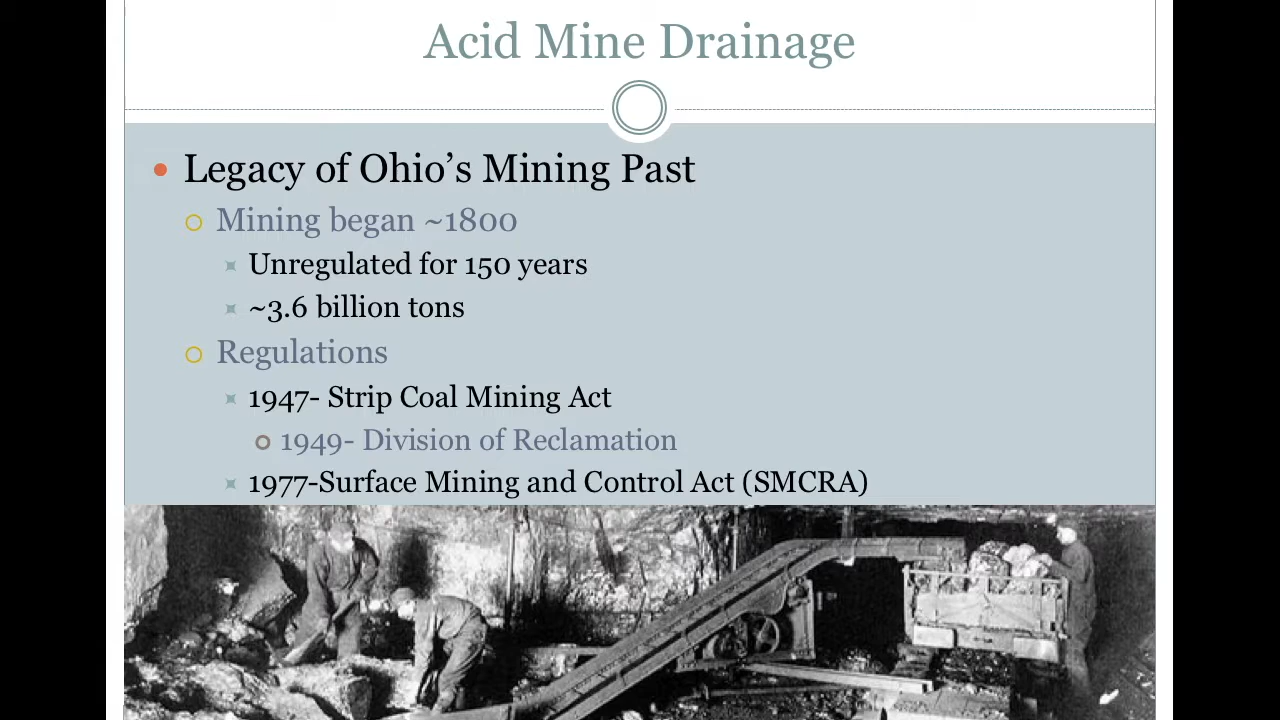 Acid Mine Drainage
Legacy of Ohio’s Mining Past
Mining began ~1800
Unregulated for 150 years
~3.6 billion tons
Regulations
1947- Strip Coal Mining Act
1949- Division of Reclamation
1977-Surface Mining and Control Act (SMCRA)